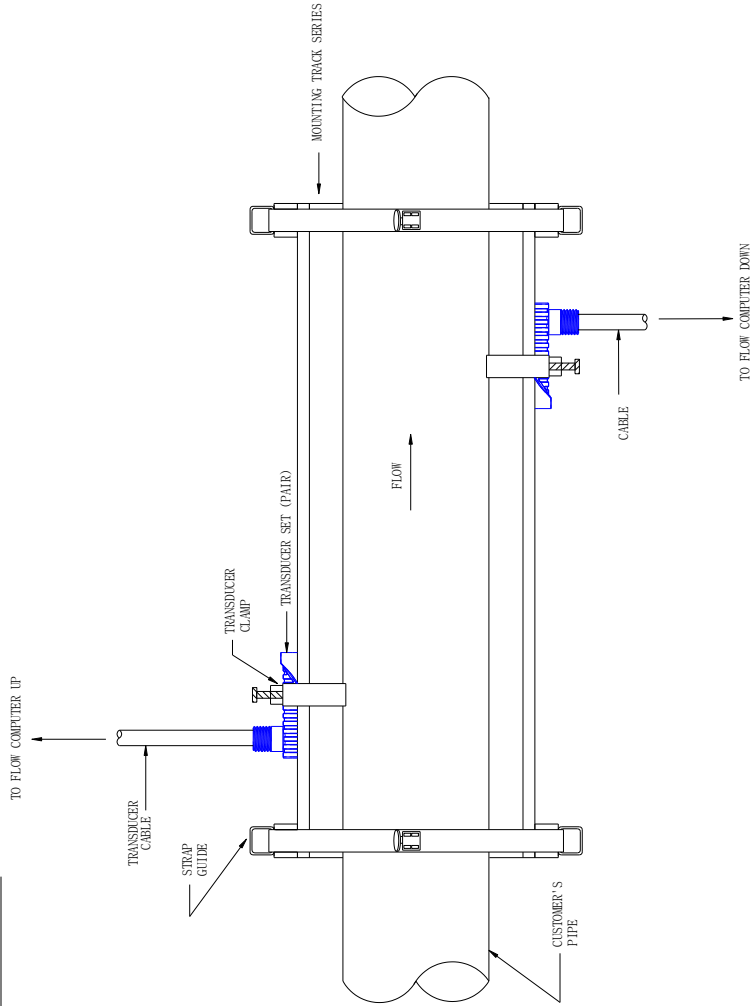 MOUNTING TRACK SERIES
TO FLOW COMPUTER UP
TRANSDUCER
CABLE
STRAP
GUIDE
TRANSDUCER
CLAMP
TRANSDUCER SET (PAIR)
FLOW
CUSTOMER'S
PIPE
CABLE
TO FLOW COMPUTER DOWN